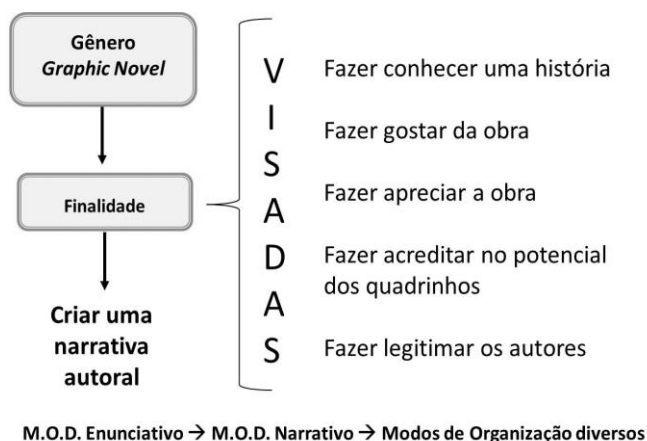 Gênero
Graphic Novel
Finalidade
Criar uma
narrativa
autoral
V
I
S
A
D
A
S
Fazer conhecer uma história
Fazer gostar da obra
Fazer apreciar a obra
Fazer acreditar no potencial
dos quadrinhos
Fazer legitimar os autores
M.O.D. Enunciativo → M.O.D. Narrativo → Modos de Organização diversos